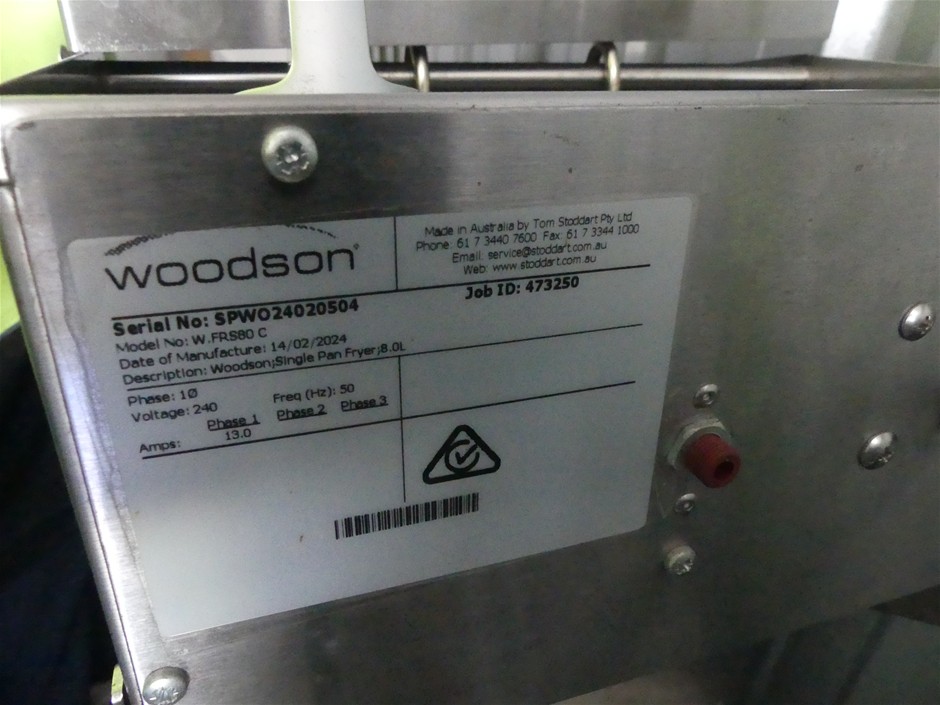 woodson
Made in Australia by Tom Stoddart Pty Ltd
Phone: 61 7 3440 7600 Fax: 61 7 3344 1000
Email: service@stoddart.com.au
Web: www.stoddart.com.au
Serial No: SPWO24020504
Job ID: 473250
Model No: W.FRS80 C
Date of Manufacture: 14/02/2024
Description: Woodson;Single Pan Fryer;8.0L
Phase: 1Ø
Freq (Hz): 50
Voltage: 240
Phase 1 Phase 2 Phase 3
Amps: 13.0